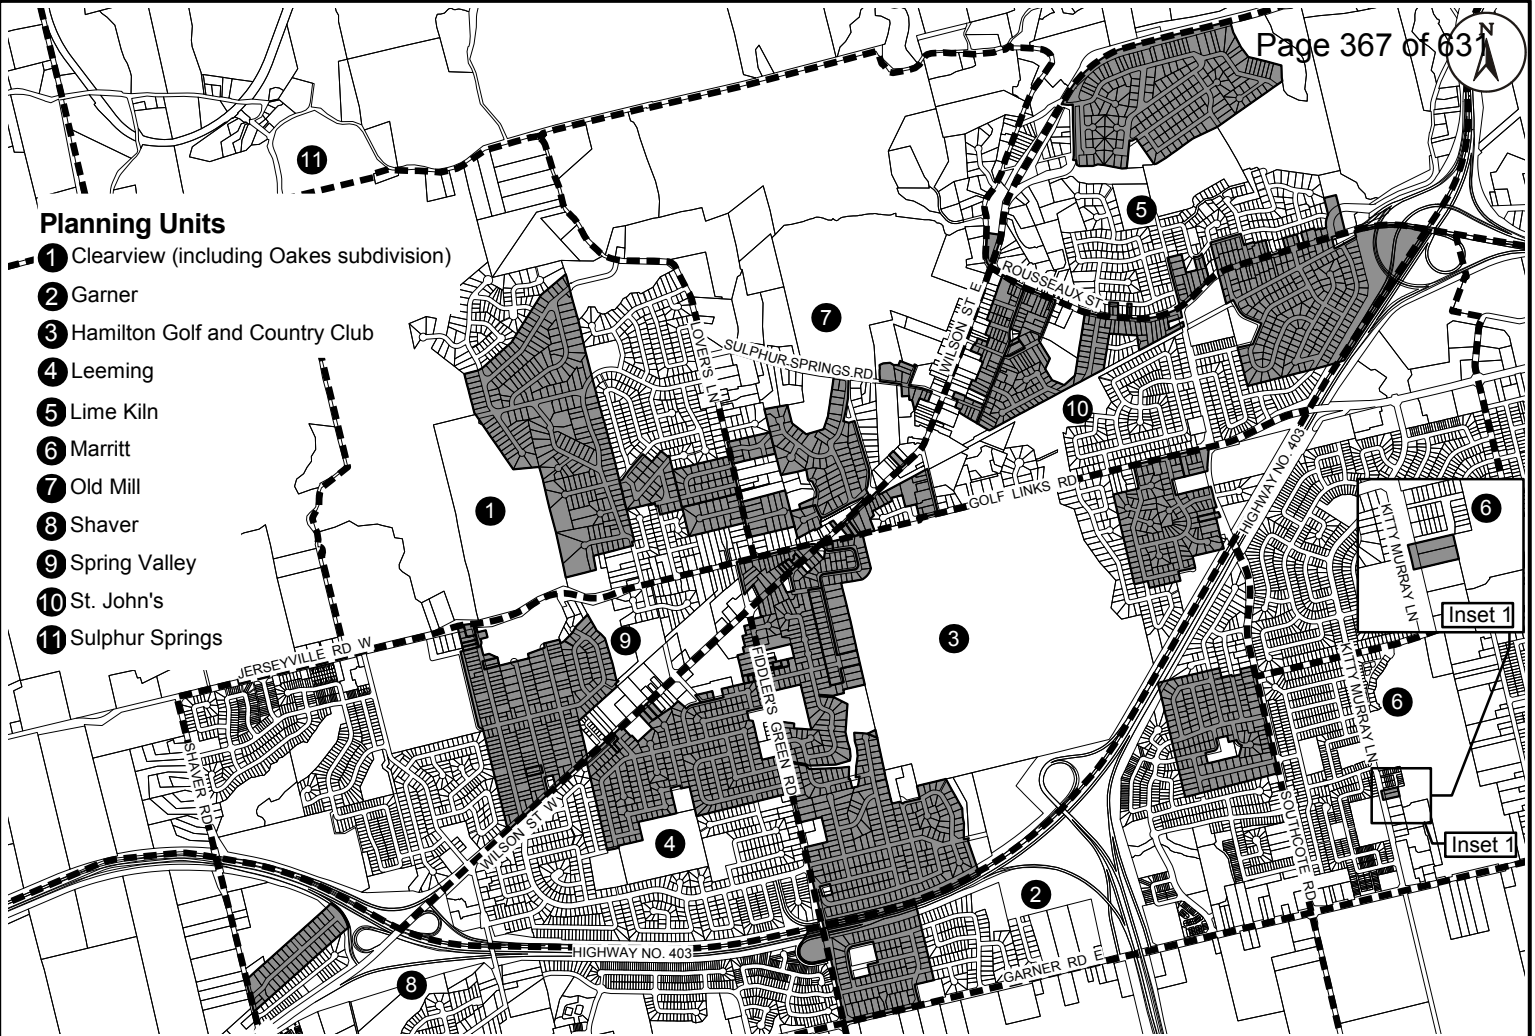 Page 367 of 631
N
11
Planning Units
1 Clearview (including Oakes subdivision)
2 Garner
3 Hamilton Golf and Country Club
4 Leeming
5 Lime Kiln
6 Marritt
7 Old Mill
8 Shaver
9 Spring Valley
10 St. John's
11 Sulphur Springs
5
ROUSSEAUX ST
7
WILSON ST E
LOVER'S LN
SULPHUR SPRINGS RD
10
GOLF LINKS RD
HIGHWAY NO. 403
1
6
KITTY MURRAY LN
Inset 1
9
3
JERSEYVILLE RD W
FIDDLER'S GREEN RD
KITTY MURRAY LN
6
SHAVER RD
WILSON ST W
4
SOUTHCOTE RD
Inset 1
2
HIGHWAY NO. 403
GARNER RD E
8